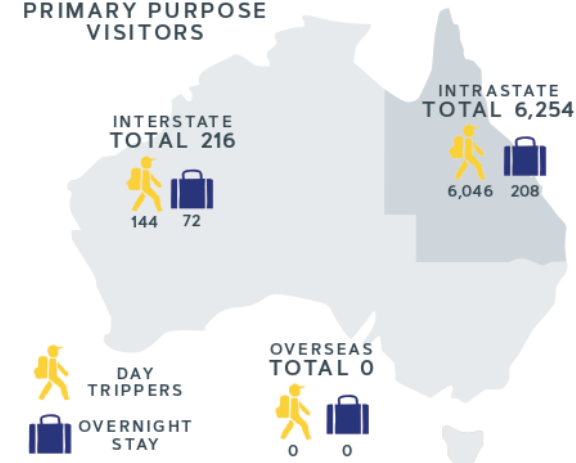 PRIMARY PURPOSE
VISITORS
INTERSTATE
TOTAL 216
144 72
INTRASTATE
TOTAL 6,254
6,046 208
DAY
TRIPPERS
OVERNIGHT
STAY
OVERSEAS
TOTAL 0
0 0